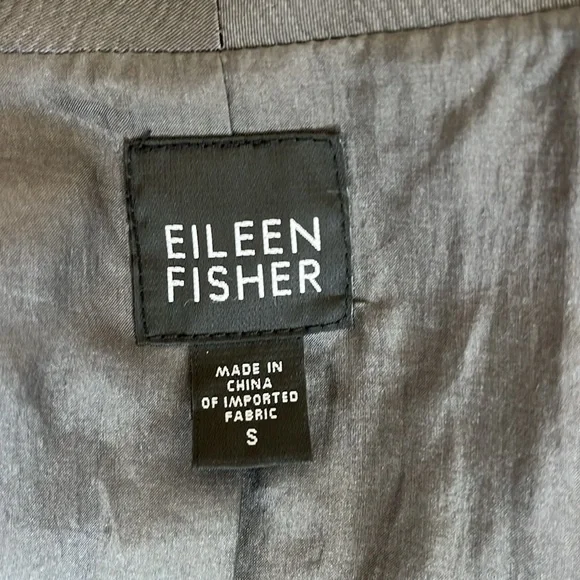 EILEEN
FISHER
MADE IN
CHINA
OF IMPORTED
FABRIC
S